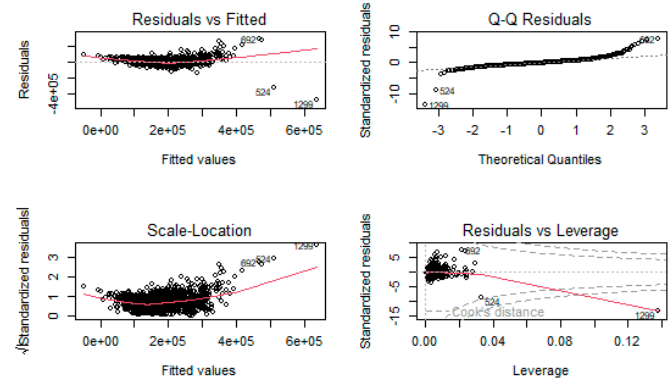 Residuals vs Fitted
Residuals
-4e+05
692
524
1299
0e+00 2e+05 4e+05 6e+05
Fitted values
Q-Q Residuals
Standardized residuals
-10 0 10
692
524
1299
-3 -2 -1 0 1 2 3
Theoretical Quantiles
Scale-Location
√|Standardized residuals|
0 1 2 3
692
524
1299
0e+00 2e+05 4e+05 6e+05
Fitted values
Residuals vs Leverage
Standardized residuals
-15 -5 5
692
524
Cook's distance
1299
0.00 0.04 0.08 0.12
Leverage